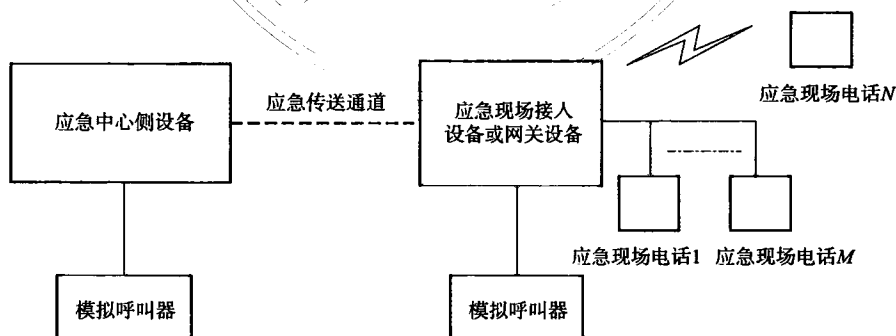 应急中心侧设备
应急传送通道
应急现场接人
设备或网关设备
应急现场电话N
应急现场电话1
应急现场电话M
模拟呼叫器
模拟呼叫器